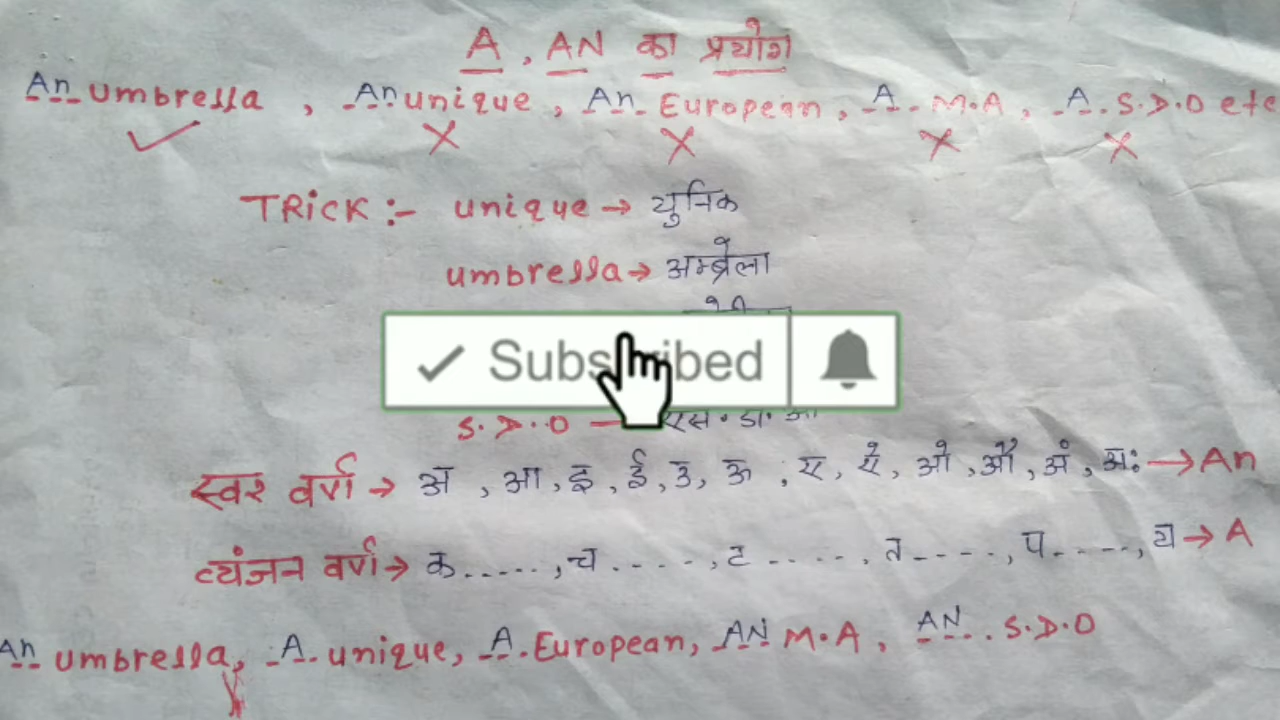 A, AN का प्रयोग
An umbrella, An unique, An European, A M.A, A S.D.O etc
TRICK :- unique → युनिक
umbrella → अम्ब्रेला
Subscribed
S.D.O → एस. डी. ओ
स्वर वर्ण → अ, आ, इ, ई, उ, ऊ, ए, ऐ, ओ, औ, अं, अः → An
व्यंजन वर्ण → क....., च....., ट....., त....., प....., य → A
An umbrella, A unique, A European, AN M.A, AN S.D.O